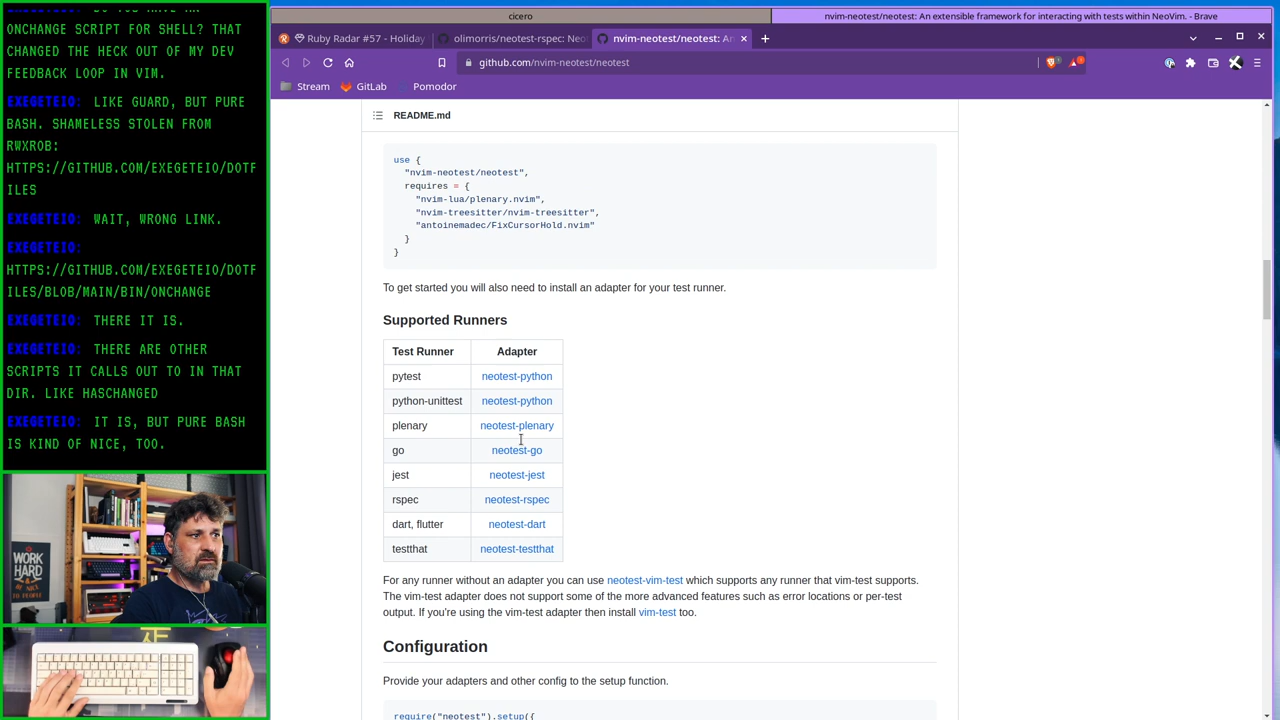 ONCHANGE SCRIPT FOR SHELL? THAT
CHANGED THE HECK OUT OF MY DEV
FEEDBACK LOOP IN VIM.
EXEGETEIO: LIKE GUARD, BUT PURE
BASH. SHAMELESS STOLEN FROM
RWXROB:
HTTPS://GITHUB.COM/EXEGETEIO/DOTF
ILES
EXEGETEIO: WAIT, WRONG LINK.
EXEGETEIO:
HTTPS://GITHUB.COM/EXEGETEIO/DOTF
ILES/BLOB/MAIN/BIN/ONCHANGE
EXEGETEIO: THERE IT IS.
EXEGETEIO: THERE ARE OTHER
SCRIPTS IT CALLS OUT TO IN THAT
DIR. LIKE HASCHANGED
EXEGETEIO: IT IS, BUT PURE BASH
IS KIND OF NICE, TOO.
WORK
HARD
cicero
nvim-neotest/neotest: An extensible framework for interacting with tests within NeoVim. - Brave
Ruby Radar #57 - Holiday
olimorris/neotest-rspec: Neo
nvim-neotest/neotest: An
github.com/nvim-neotest/neotest
Stream GitLab Pomodor
README.md
use {
"nvim-neotest/neotest",
requires = {
"nvim-lua/plenary.nvim",
"nvim-treesitter/nvim-treesitter",
"antoinemadec/FixCursorHold.nvim"
}
}
To get started you will also need to install an adapter for your test runner.
Supported Runners
Test Runner Adapter
pytest neotest-python
python-unittest neotest-python
plenary neotest-plenary
go neotest-go
jest neotest-jest
rspec neotest-rspec
dart, flutter neotest-dart
testthat neotest-testthat
For any runner without an adapter you can use neotest-vim-test which supports any runner that vim-test supports.
The vim-test adapter does not support some of the more advanced features such as error locations or per-test
output. If you're using the vim-test adapter then install vim-test too.
Configuration
Provide your adapters and other config to the setup function.
require("neotest").setup({